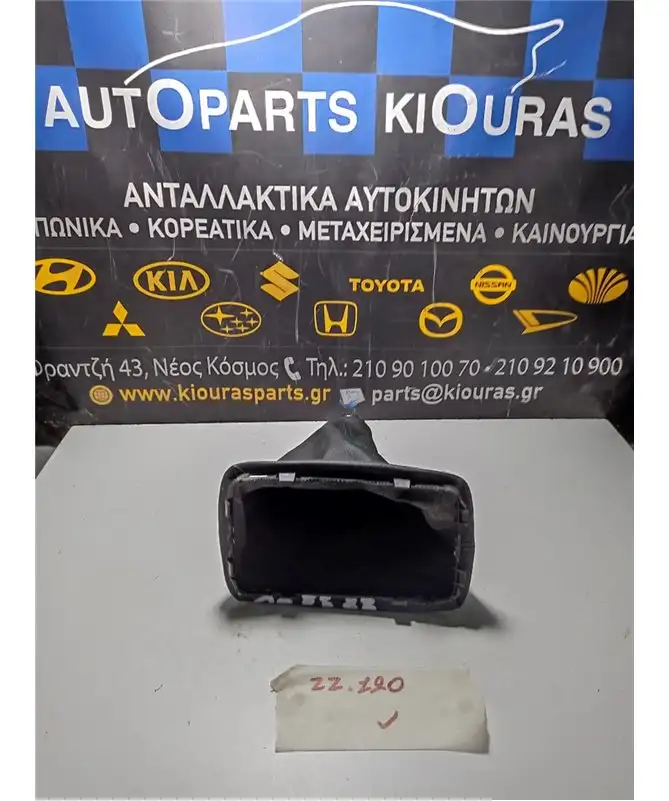 AUTOPARTS KIOURAS
ΑΝΤΑΛΛΑΚΤΙΚΑ ΑΥΤΟΚΙΝΗΤΩΝ
ΠΩΝΙΚΑ • ΚΟΡΕΑΤΙΚΑ • ΜΕΤΑΧΕΙΡΙΣΜΕΝΑ • ΚΑΙΝΟΥΡΓΙΑ
KIA TOYOTA NISSAN
Φραντζή 43, Νέος Κόσμος Τηλ.: 210 90 100 70 - 210 92 10 900
www.kiourasparts.gr parts@kiouras.gr
22.120